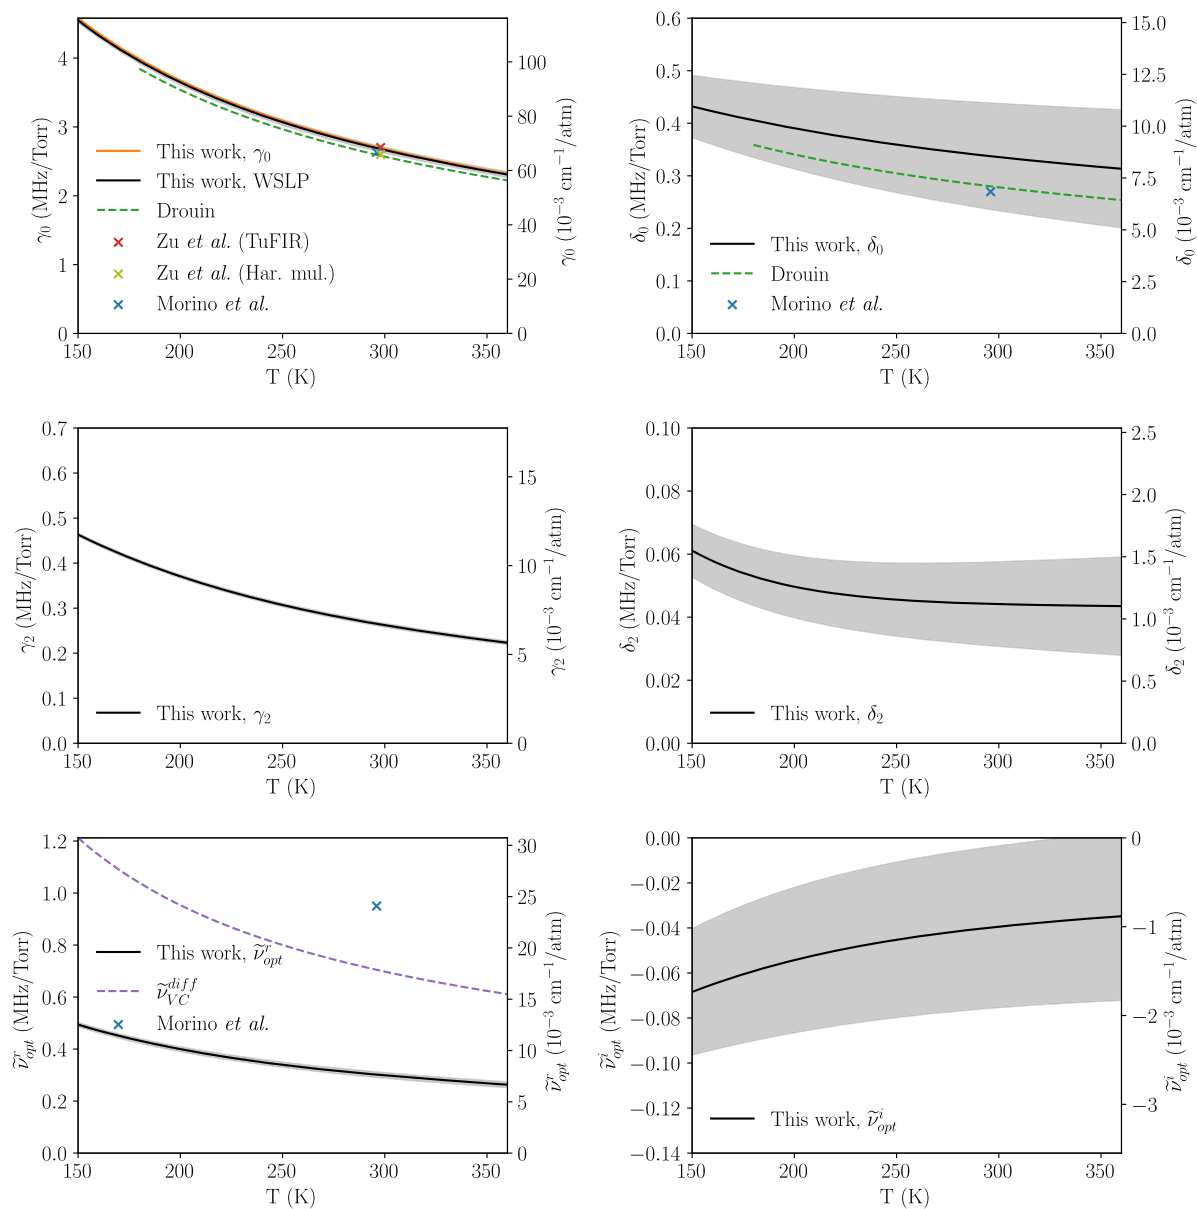 γ₀ (MHz/Torr)
4
3
2
1
0
This work, γ₀
This work, WSLP
Drouin
Zu et al. (TuFIR)
Zu et al. (Har. mul.)
Morino et al.
150 200 250 300 350
T (K)
100
80
60
40
20
0
γ₀ (10⁻³ cm⁻¹/atm)
δ₀ (MHz/Torr)
0.6
0.5
0.4
0.3
0.2
0.1
0.0
This work, δ₀
Drouin
Morino et al.
150 200 250 300 350
T (K)
15.0
12.5
10.0
7.5
5.0
2.5
0.0
δ₀ (10⁻³ cm⁻¹/atm)
γ₂ (MHz/Torr)
0.7
0.6
0.5
0.4
0.3
0.2
0.1
0.0
This work, γ₂
150 200 250 300 350
T (K)
15
10
5
0
γ₂ (10⁻³ cm⁻¹/atm)
δ₂ (MHz/Torr)
0.10
0.08
0.06
0.04
0.02
0.00
This work, δ₂
150 200 250 300 350
T (K)
2.5
2.0
1.5
1.0
0.5
0.0
δ₂ (10⁻³ cm⁻¹/atm)
ν̃ʳ_opt (MHz/Torr)
1.2
1.0
0.8
0.6
0.4
0.2
0.0
This work, ν̃ʳ_opt
ν̃^diff_VC
Morino et al.
150 200 250 300 350
T (K)
30
25
20
15
10
5
0
ν̃ʳ_opt (10⁻³ cm⁻¹/atm)
ν̃ⁱ_opt (MHz/Torr)
0.00
−0.02
−0.04
−0.06
−0.08
−0.10
−0.12
−0.14
This work, ν̃ⁱ_opt
150 200 250 300 350
T (K)
0
−1
−2
−3
ν̃ⁱ_opt (10⁻³ cm⁻¹/atm)